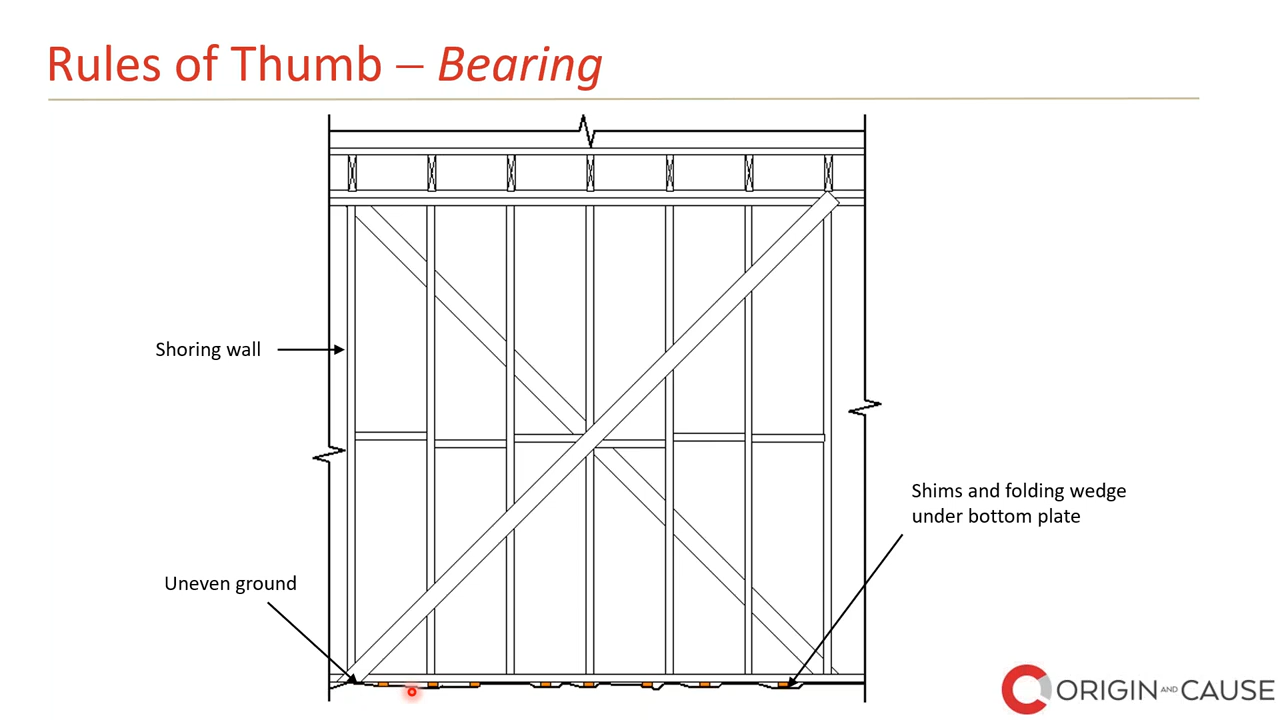 Rules of Thumb – Bearing
Shoring wall
Shims and folding wedge
under bottom plate
Uneven ground
ORIGIN AND CAUSE